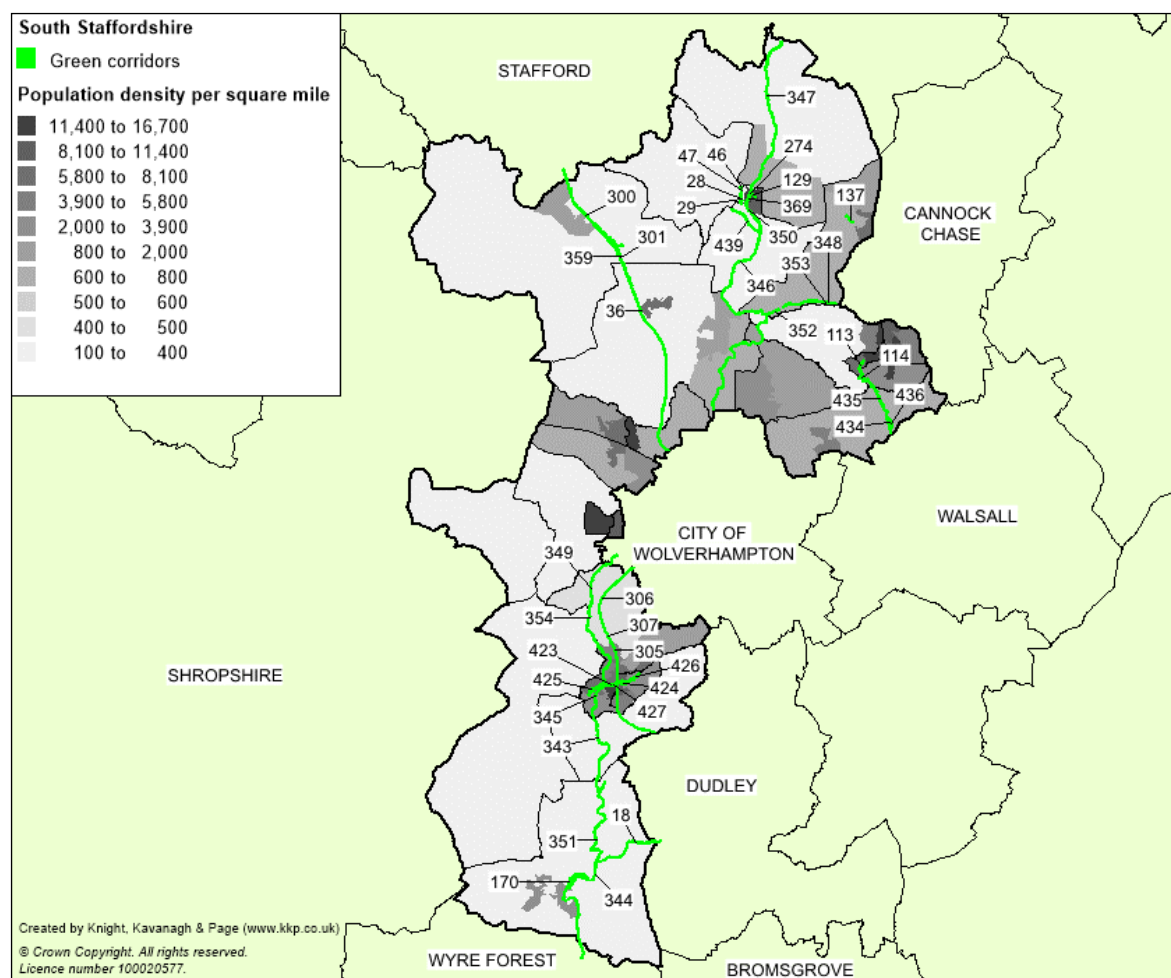 South Staffordshire
Green corridors
Population density per square mile
11,400 to 16,700
8,100 to 11,400
5,800 to 8,100
3,900 to 5,800
2,000 to 3,900
800 to 2,000
600 to 800
500 to 600
400 to 500
100 to 400
STAFFORD
347
274
46
47
28
129
137
29
369
300
CANNOCK
CHASE
301
350
439
348
359
353
346
36
352
113
114
435
436
434
WALSALL
CITY OF
WOLVERHAMPTON
349
306
354
307
423
305
426
SHROPSHIRE
425
424
345
427
343
DUDLEY
18
351
170
344
Created by Knight, Kavanagh & Page (www.kkp.co.uk)
© Crown Copyright. All rights reserved.
Licence number 100020577.
WYRE FOREST
BROMSGROVE